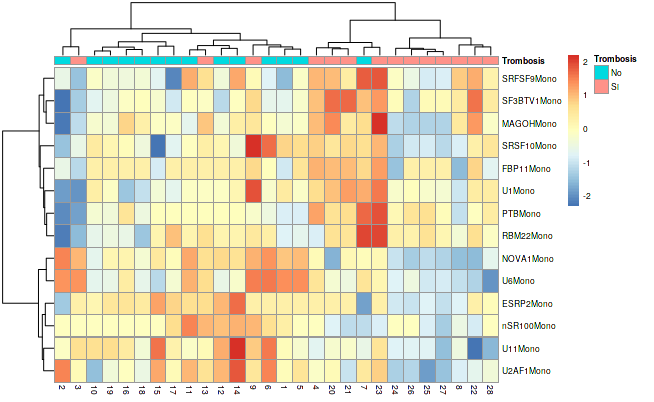 Trombosis
SRFSF9Mono
SF3BTV1Mono
MAGOHMono
SRSF10Mono
FBP11Mono
U1Mono
PTBMono
RBM22Mono
NOVA1Mono
U6Mono
ESRP2Mono
nSR100Mono
U11Mono
U2AF1Mono
2 3 10 19 16 18 15 17 11 13 12 14 9 6 1 5 4 20 21 7 23 24 26 25 27 8 22 28
2
1
0
-1
-2
Trombosis
No
SI